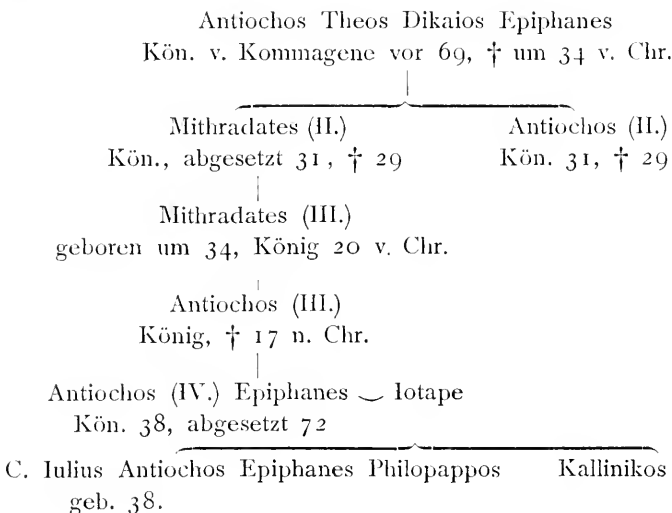 Antiochos Theos Dikaios Epiphanes
Kön. v. Kommagene vor 69, † um 34 v. Chr.
Mithradates (II.) Antiochos (II.)
Kön., abgesetzt 31, † 29 Kön. 31, † 29
Mithradates (III.)
geboren um 34, König 20 v. Chr.
Antiochos (III.)
König, † 17 n. Chr.
Antiochos (IV.) Epiphanes ⏝ Iotape
Kön. 38, abgesetzt 72
C. Iulius Antiochos Epiphanes Philopappos Kallinikos
geb. 38.